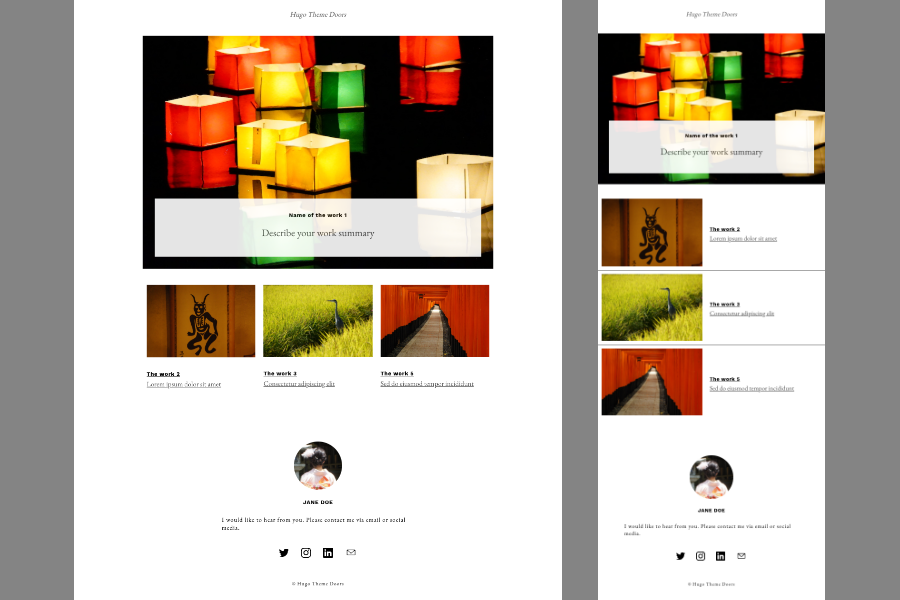 Hugo Theme Doors
Name of the work 1
Describe your work summary
The work 2
Lorem ipsum dolor sit amet
The work 3
Consectetur adipiscing elit
The work 5
Sed do eiusmod tempor incididunt
JANE DOE
I would like to hear from you. Please contact me via email or social
media.
© Hugo Theme Doors
Hugo Theme Doors
Name of the work 1
Describe your work summary
The work 2
Lorem ipsum dolor sit amet
The work 3
Consectetur adipiscing elit
The work 5
Sed do eiusmod tempor incididunt
JANE DOE
I would like to hear from you. Please contact me via email or social
media.
© Hugo Theme Doors